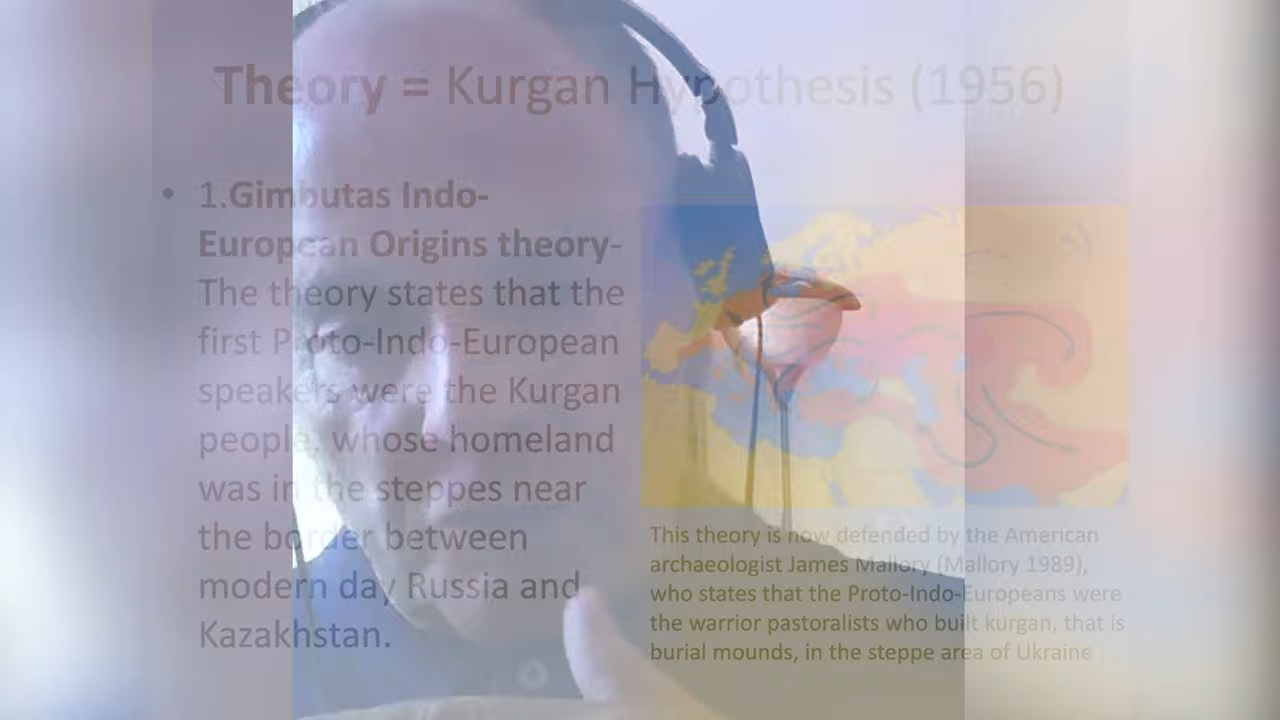 Theory = Kurgan Hypothesis (1956)
• 1.Gimbutas Indo-
European Origins theory-
The theory states that the
first Proto-Indo-European
speakers were the Kurgan
people, whose homeland
was in the steppes near
the border between
modern day Russia and
Kazakhstan.
This theory is now defended by the American
archaeologist James Mallory (Mallory 1989),
who states that the Proto-Indo-Europeans were
the warrior pastoralists who built kurgan, that is
burial mounds, in the steppe area of Ukraine